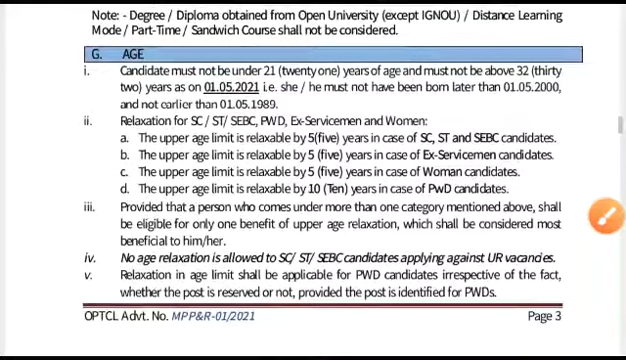 Note: - Degree / Diploma obtained from Open University (except IGNOU) / Distance Learning
Mode / Part-Time / Sandwich Course shall not be considered.
G. AGE
i. Candidate must not be under 21 (twenty one) years of age and must not be above 32 (thirty
two) years as on 01.05.2021 i.e. she / he must not have been born later than 01.05.2000,
and not earlier than 01.05.1989.
ii. Relaxation for SC / ST/ SEBC, PWD, Ex-Servicemen and Women:
a. The upper age limit is relaxable by 5(five) years in case of SC, ST and SEBC candidates.
b. The upper age limit is relaxable by 5 (five) years in case of Ex-Servicemen candidates.
c. The upper age limit is relaxable by 5 (five) years in case of Woman candidates.
d. The upper age limit is relaxable by 10 (Ten) years in case of PwD candidates.
iii. Provided that a person who comes under more than one category mentioned above, shall
be eligible for only one benefit of upper age relaxation, which shall be considered most
beneficial to him/her.
iv. No age relaxation is allowed to SC/ ST/ SEBC candidates applying against UR vacancies.
v. Relaxation in age limit shall be applicable for PWD candidates irrespective of the fact,
whether the post is reserved or not, provided the post is identified for PWDs.
OPTCL Advt. No. MPP&R-01/2021 Page 3